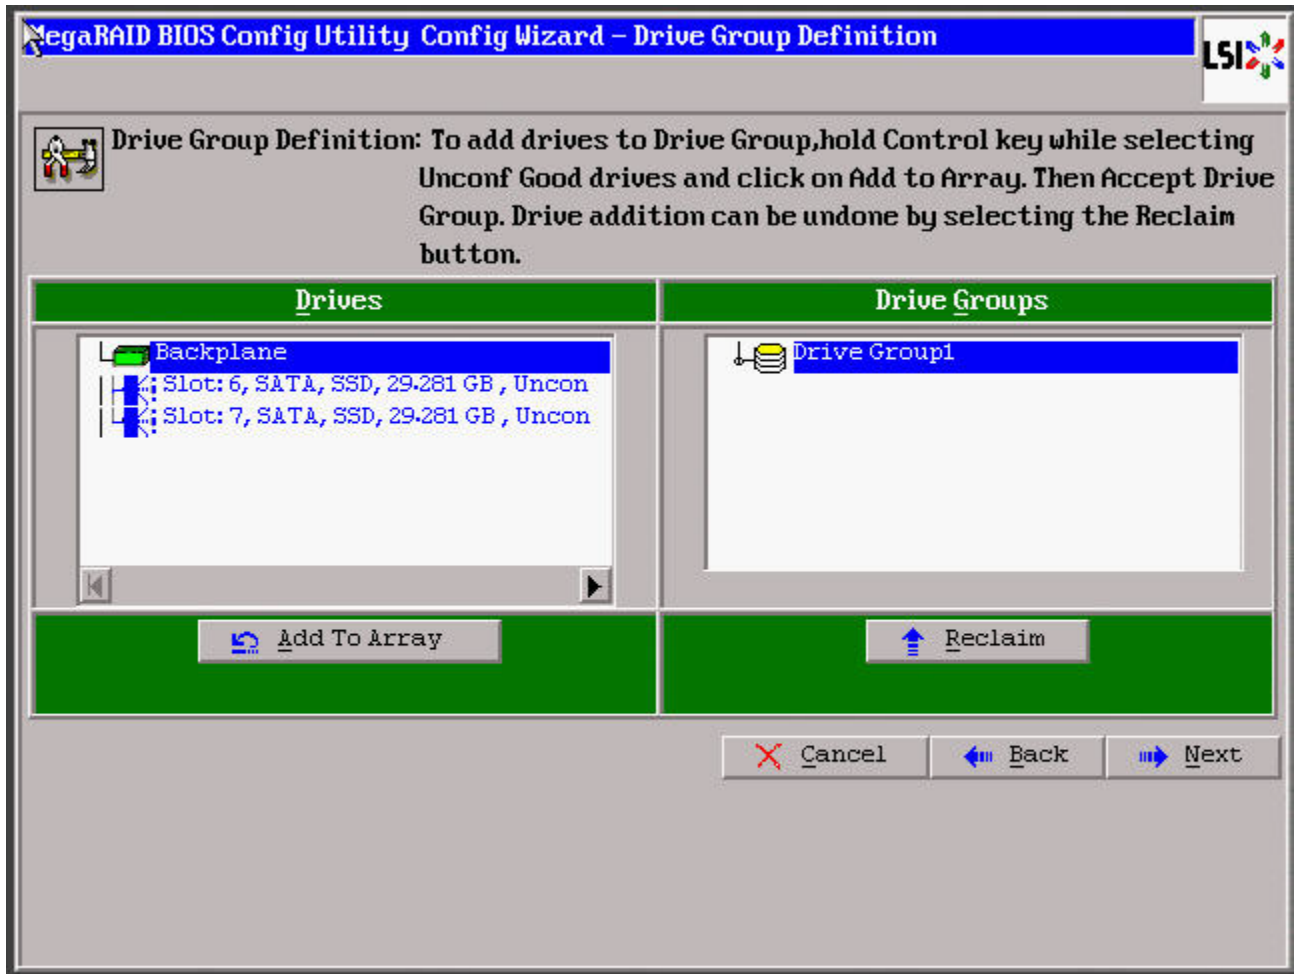 MegaRAID BIOS Config Utility Config Wizard – Drive Group Definition
LSI
Drive Group Definition: To add drives to Drive Group,hold Control key while selecting
Unconf Good drives and click on Add to Array. Then Accept Drive
Group. Drive addition can be undone by selecting the Reclaim
button.
Drives
Drive Groups
Backplane
Slot: 6, SATA, SSD, 29.281 GB , Uncon
Slot: 7, SATA, SSD, 29.281 GB , Uncon
Drive Group1
Add To Array
Reclaim
Cancel
Back
Next